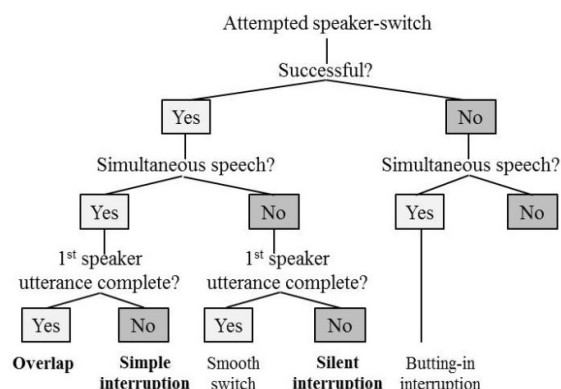 Attempted speaker-switch
Successful?
Yes
No
Simultaneous speech?
Simultaneous speech?
Yes
No
Yes
No
1st speaker
utterance complete?
1st speaker
utterance complete?
Yes
No
Yes
No
Overlap
Simple
interruption
Smooth
switch
Silent
interruption
Butting-in
interruption